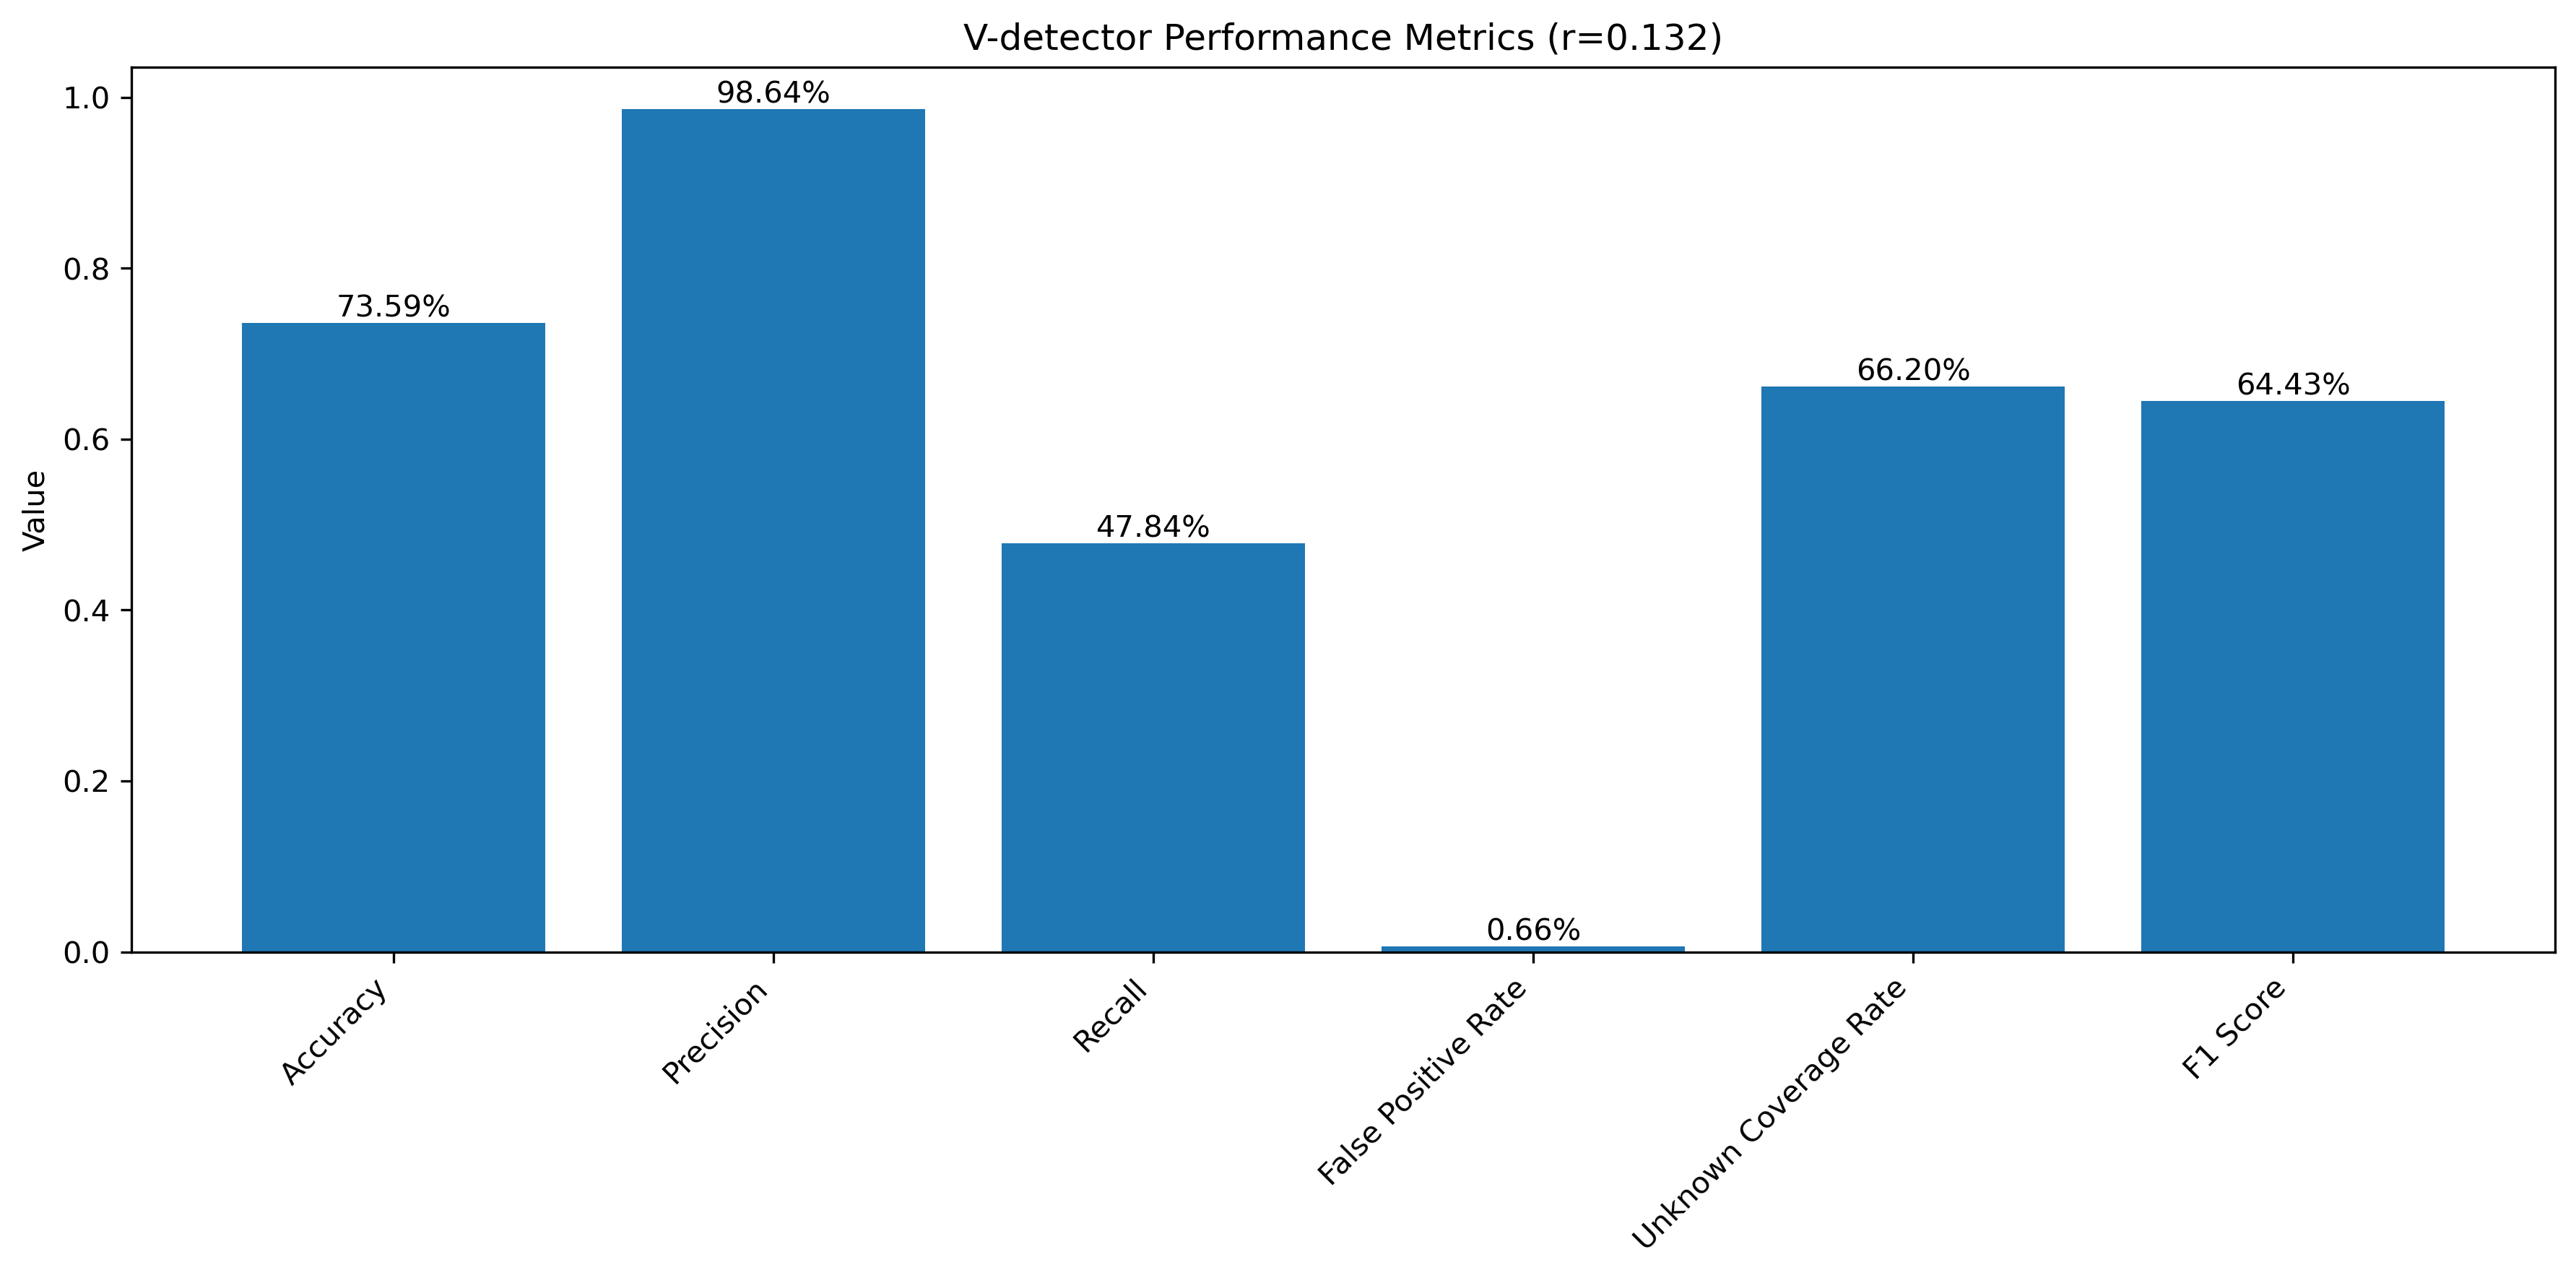 V-detector Performance Metrics (r=0.132)
Value
1.0
0.8
0.6
0.4
0.2
0.0
73.59%
98.64%
47.84%
0.66%
66.20%
64.43%
Accuracy
Precision
Recall
False Positive Rate
Unknown Coverage Rate
F1 Score